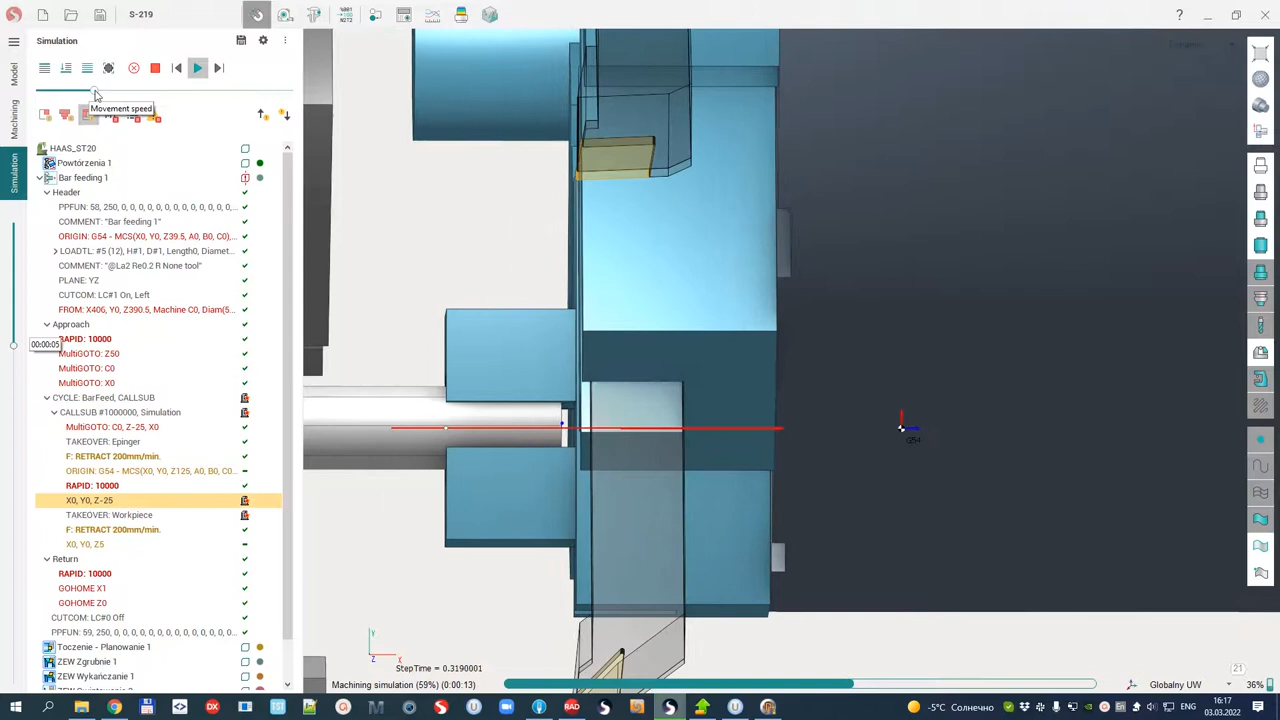 S-219
Simulation
Movement speed
Model
Machining
Simulation
HAAS_ST20
Powtórzenia 1
Bar feeding 1
Header
PPFUN: 58, 250, 0, 0, 0, 0, 0, 0, 0, 0, 0, 0,...
COMMENT: "Bar feeding 1"
ORIGIN: G54 - MCS(X0, Y0, Z39.5, A0, B0, C0),...
LOADTL: #5 (12), H#1, D#1, Length0, Diamet...
COMMENT: "@La2 Re0.2 R None tool"
PLANE: YZ
CUTCOM: LC#1 On, Left
FROM: X406, Y0, Z390.5, Machine C0, Diam(5...
Approach
RAPID: 10000
00:00:05
MultiGOTO: Z50
MultiGOTO: C0
MultiGOTO: X0
CYCLE: BarFeed, CALLSUB
CALLSUB #1000000, Simulation
MultiGOTO: C0, Z-25, X0
TAKEOVER: Epinger
F: RETRACT 200mm/min.
ORIGIN: G54 - MCS(X0, Y0, Z125, A0, B0, C0...
RAPID: 10000
X0, Y0, Z-25
TAKEOVER: Workpiece
F: RETRACT 200mm/min.
X0, Y0, Z5
Return
RAPID: 10000
GOHOME X1
GOHOME Z0
CUTCOM: LC#0 Off
PPFUN: 59, 250, 0, 0, 0, 0, 0, 0, 0, 0, 0, 0,...
Toczenie - Planowanie 1
ZEW Zgrubnie 1
ZEW Wykańczanie 1
G54
Y
Z
X
StepTime = 0.3190001
21
Machining simulation (59%) (0:00:13)
Globalny UW
36%
-5°C Солнечно
16:17
03.03.2022